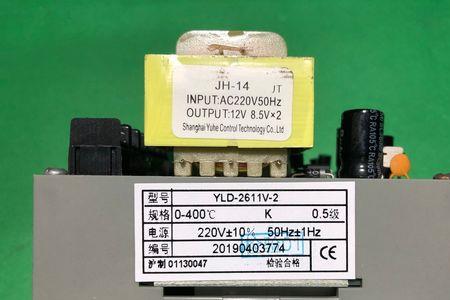 JH-14 JT
INPUT:AC220V50Hz
OUTPUT:12V 8.5V×2
Shanghai Yuhe Control Technology Co., Ltd
RA105°C
型号 YLD-2611V-2
规格 0-400℃ K 0.5级
电源 220V±10% 50Hz±1Hz
编号 20190403774
沪制 01130047 检验合格 CE